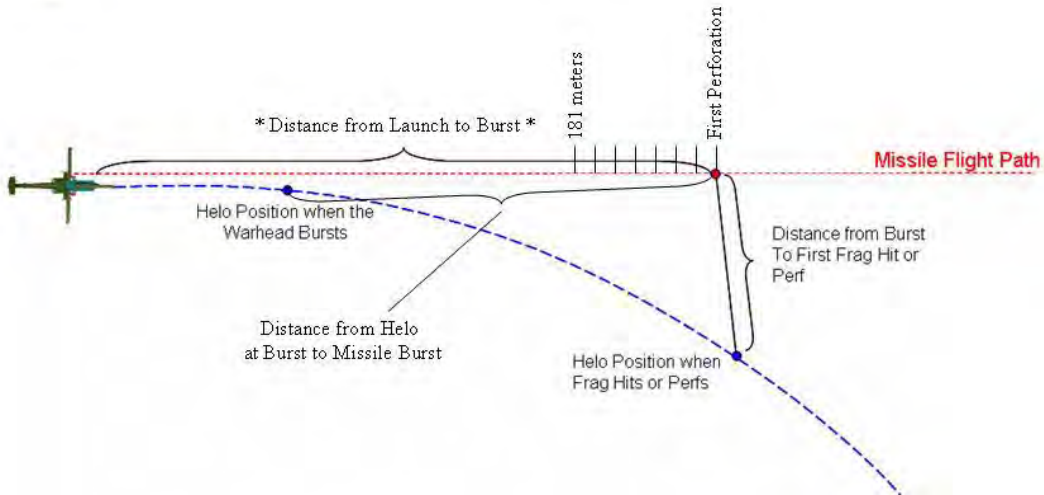 181 meters
First Perforation
* Distance from Launch to Burst *
Missile Flight Path
Helo Position when the
Warhead Bursts
Distance from Burst
To First Frag Hit or
Perf
Distance from Helo
at Burst to Missile Burst
Helo Position when
Frag Hits or Perfs